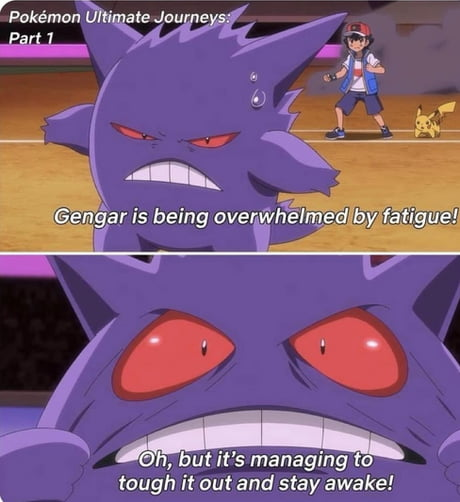 Pokémon Ultimate Journeys:
Part 1
Gengar is being overwhelmed by fatigue!
Oh, but it's managing to
tough it out and stay awake!